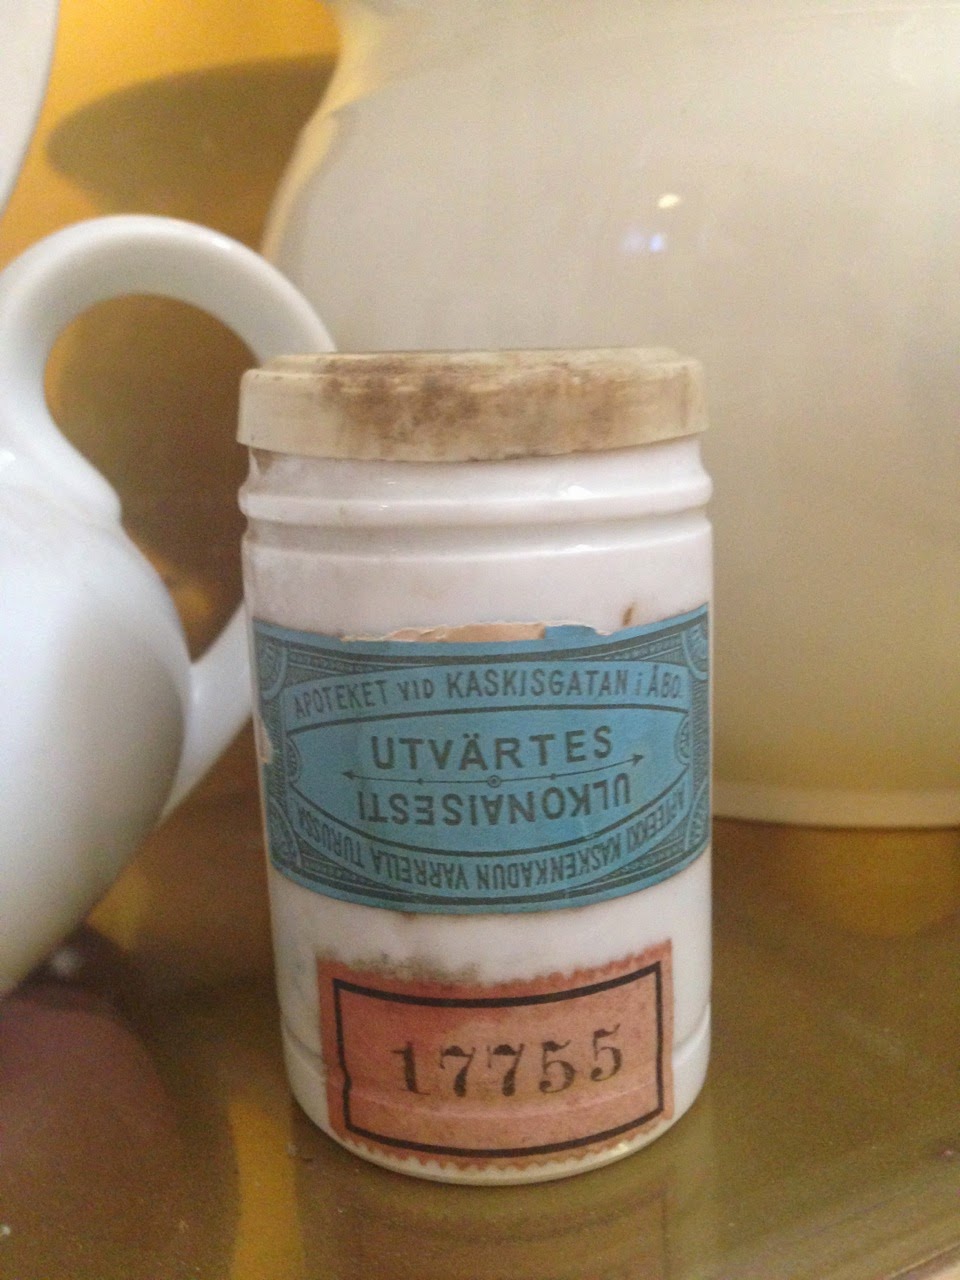 APOTEKET VID KASKISGATAN i ÅBO.
UTVÄRTES
ULKONAISESTI
APTEEKKI KASKENKADUN VARRELLA TURUSSA
17755